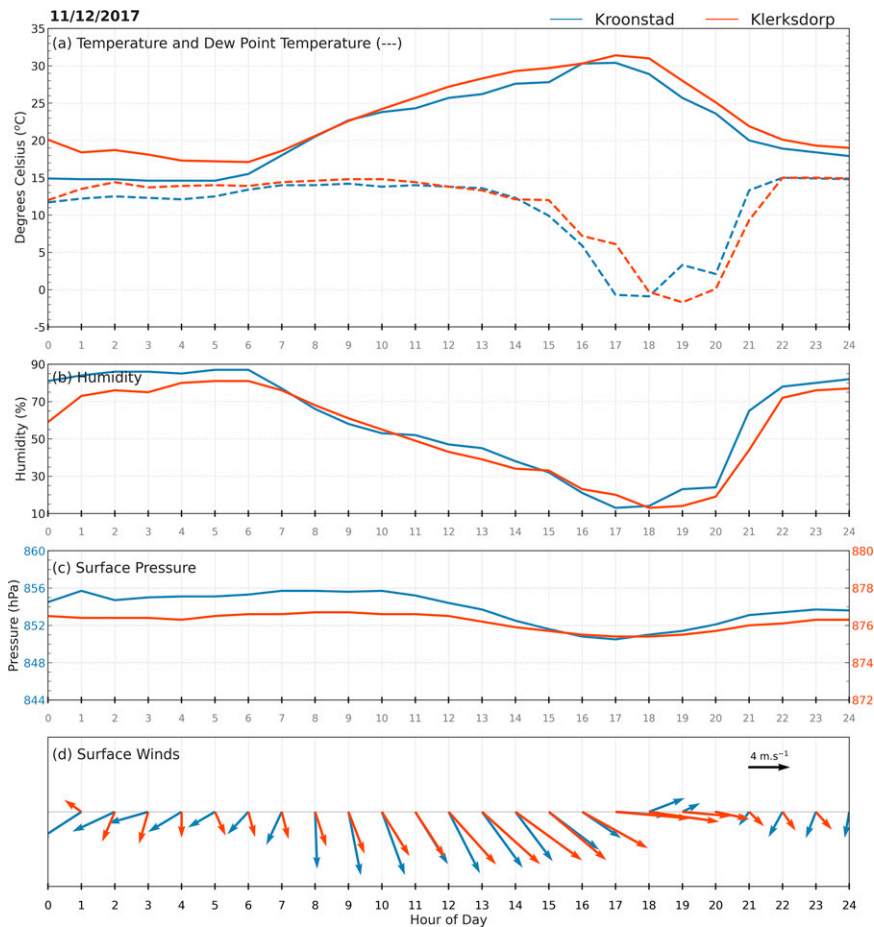 11/12/2017
Kroonstad Klerksdorp
(a) Temperature and Dew Point Temperature (---)
Degrees Celsius (°C)
35
30
25
20
15
10
5
0
-5
0 1 2 3 4 5 6 7 8 9 10 11 12 13 14 15 16 17 18 19 20 21 22 23 24
(b) Humidity
Humidity (%)
90
70
50
30
10
0 1 2 3 4 5 6 7 8 9 10 11 12 13 14 15 16 17 18 19 20 21 22 23 24
(c) Surface Pressure
Pressure (hPa)
860 880
856 878
852 876
848 874
844 872
0 1 2 3 4 5 6 7 8 9 10 11 12 13 14 15 16 17 18 19 20 21 22 23 24
(d) Surface Winds
4 m.s⁻¹
0 1 2 3 4 5 6 7 8 9 10 11 12 13 14 15 16 17 18 19 20 21 22 23 24
Hour of Day